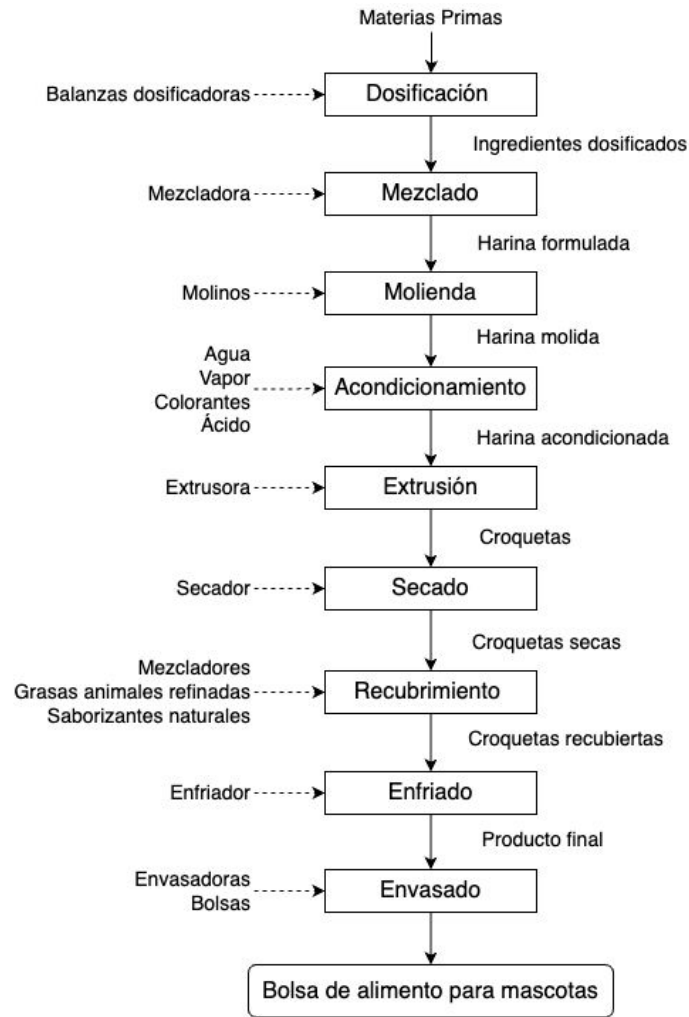 Materias Primas
Balanzas dosificadoras
Dosificación
Ingredientes dosificados
Mezcladora
Mezclado
Harina formulada
Molinos
Molienda
Harina molida
Agua
Vapor
Colorantes
Ácido
Acondicionamiento
Harina acondicionada
Extrusora
Extrusión
Croquetas
Secador
Secado
Croquetas secas
Mezcladores
Grasas animales refinadas
Saborizantes naturales
Recubrimiento
Croquetas recubiertas
Enfriador
Enfriado
Producto final
Envasadoras
Bolsas
Envasado
Bolsa de alimento para mascotas